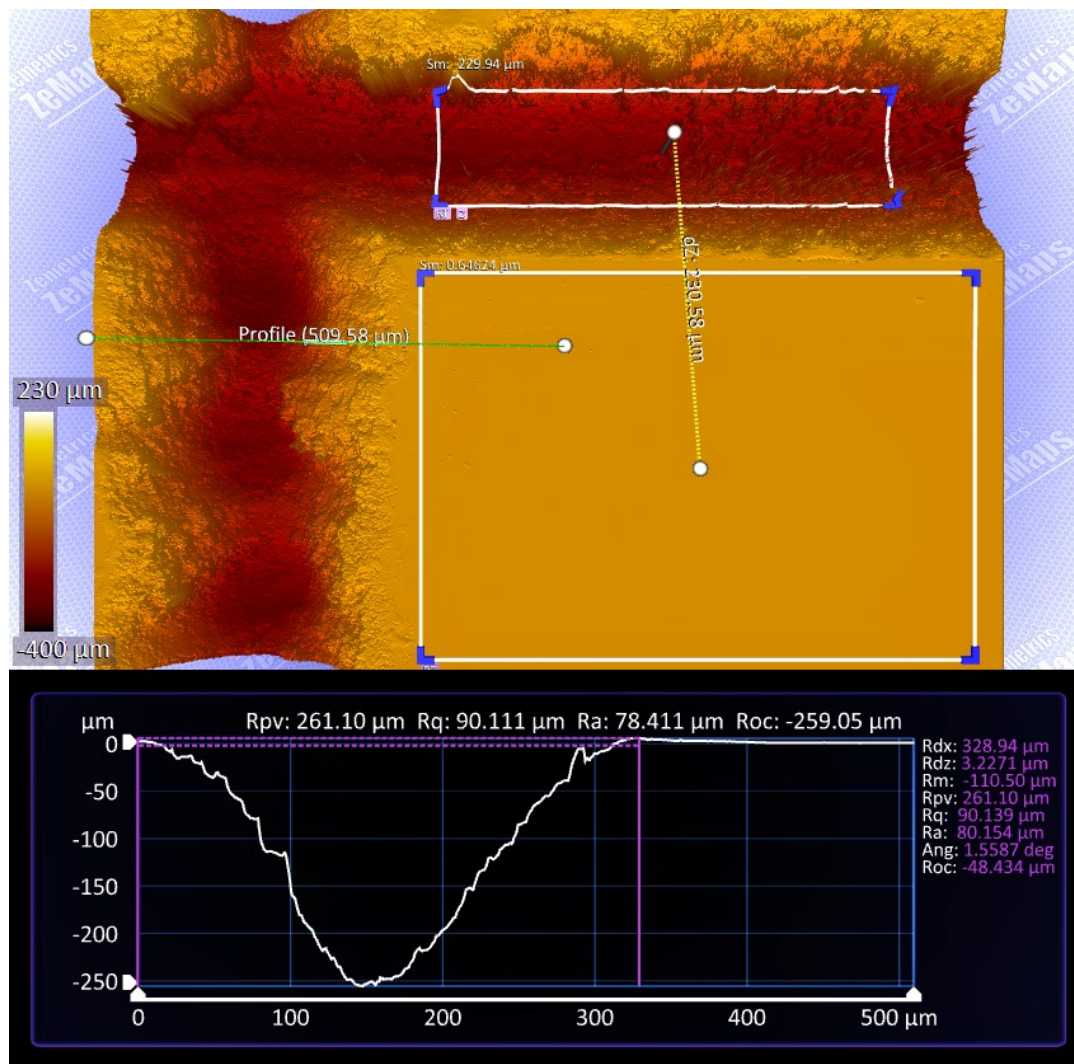 ZeMetrics
ZeMaps
Sm: -229.94 µm
dZ: 230.58 µm
Sm: 0.64624 µm
Profile (509.58 µm)
230 µm
-400 µm
ZeMaps
µm
Rpv: 261.10 µm Rq: 90.111 µm Ra: 78.411 µm Roc: -259.05 µm
0
-50
-100
-150
-200
-250
0
100
200
300
400
500 µm
Rdx: 328.94 µm
Rdz: 3.2271 µm
Rm: -110.50 µm
Rpv: 261.10 µm
Rq: 90.139 µm
Ra: 80.154 µm
Ang: 1.5587 deg
Roc: -48.434 µm